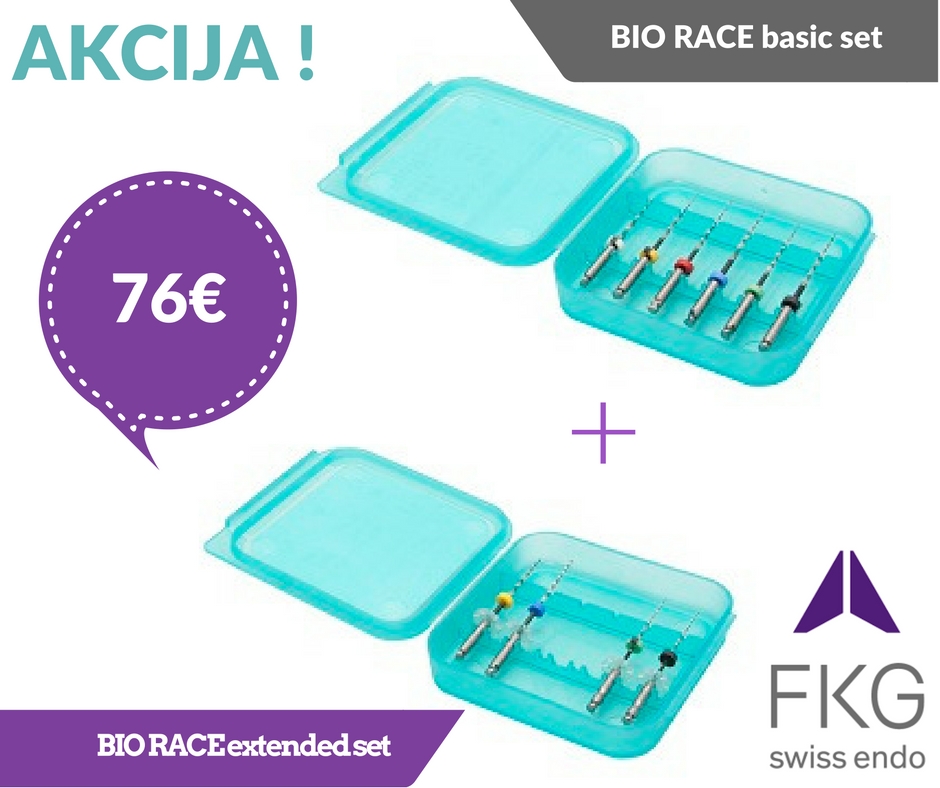 AKCIJA !
BIO RACE basic set
76€
BIO RACE extended set
FKG
swiss endo